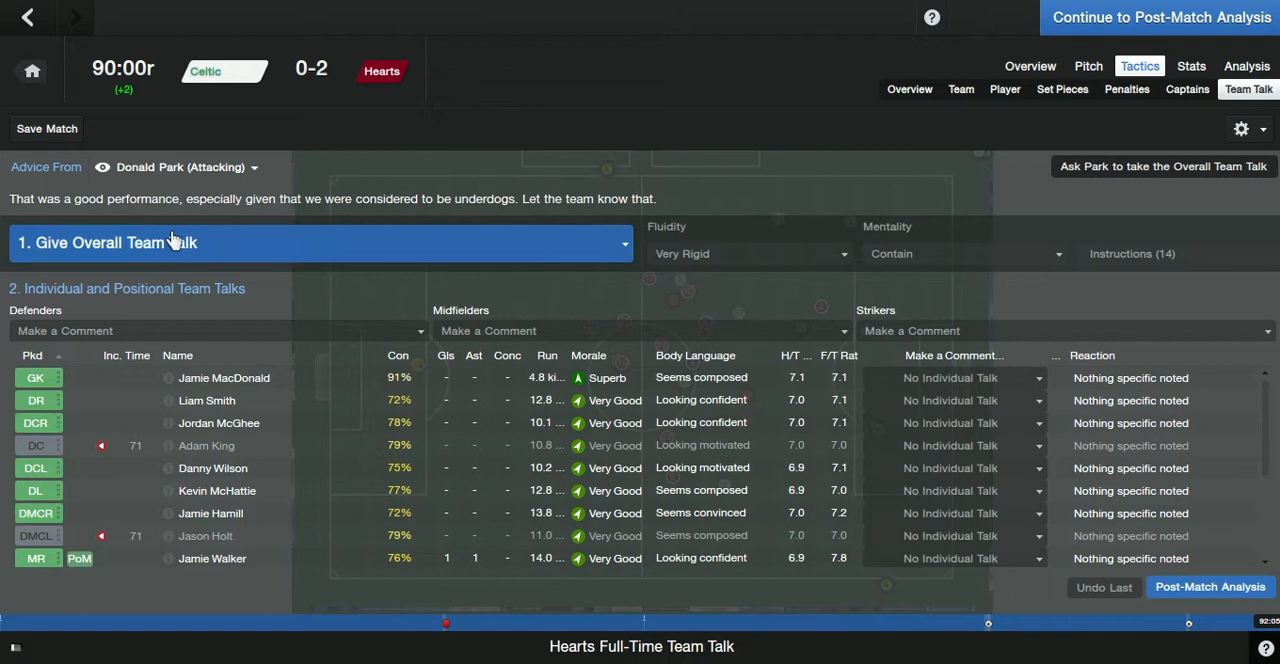 Continue to Post-Match Analysis
90:00r
(+2)
Celtic
0-2
Hearts
Overview Pitch Tactics Stats Analysis
Overview Team Player Set Pieces Penalties Captains Team Talk
Save Match
Advice From Donald Park (Attacking)
Ask Park to take the Overall Team Talk
That was a good performance, especially given that we were considered to be underdogs. Let the team know that.
Fluidity Mentality
1. Give Overall Team Talk
Very Rigid Contain Instructions (14)
2. Individual and Positional Team Talks
Defenders Midfielders Strikers
Make a Comment Make a Comment Make a Comment
Pkd Inc. Time Name Con Gls Ast Conc Run Morale Body Language H/T ... F/T Rat Make a Comment... ... Reaction
GK Jamie MacDonald 91% - - - 4.8 ki... Superb Seems composed 7.1 7.1 No Individual Talk Nothing specific noted
DR Liam Smith 72% - - - 12.8 ... Very Good Looking confident 7.0 7.1 No Individual Talk Nothing specific noted
DCR Jordan McGhee 78% - - - 10.1 ... Very Good Looking confident 7.0 7.1 No Individual Talk Nothing specific noted
DC 71 Adam King 79% - - - 10.8 ... Very Good Looking motivated 7.0 7.0 No Individual Talk Nothing specific noted
DCL Danny Wilson 75% - - - 10.2 ... Very Good Looking motivated 6.9 7.1 No Individual Talk Nothing specific noted
DL Kevin McHattie 77% - - - 12.8 ... Very Good Seems composed 6.9 7.0 No Individual Talk Nothing specific noted
DMCR Jamie Hamill 72% - - - 13.8 ... Very Good Seems convinced 7.0 7.2 No Individual Talk Nothing specific noted
DMCL 71 Jason Holt 79% - - - 11.0 ... Very Good Seems composed 7.0 7.0 No Individual Talk Nothing specific noted
MR PoM Jamie Walker 76% 1 1 - 14.0 ... Very Good Looking confident 6.9 7.8 No Individual Talk Nothing specific noted
Undo Last Post-Match Analysis
92:05
Hearts Full-Time Team Talk